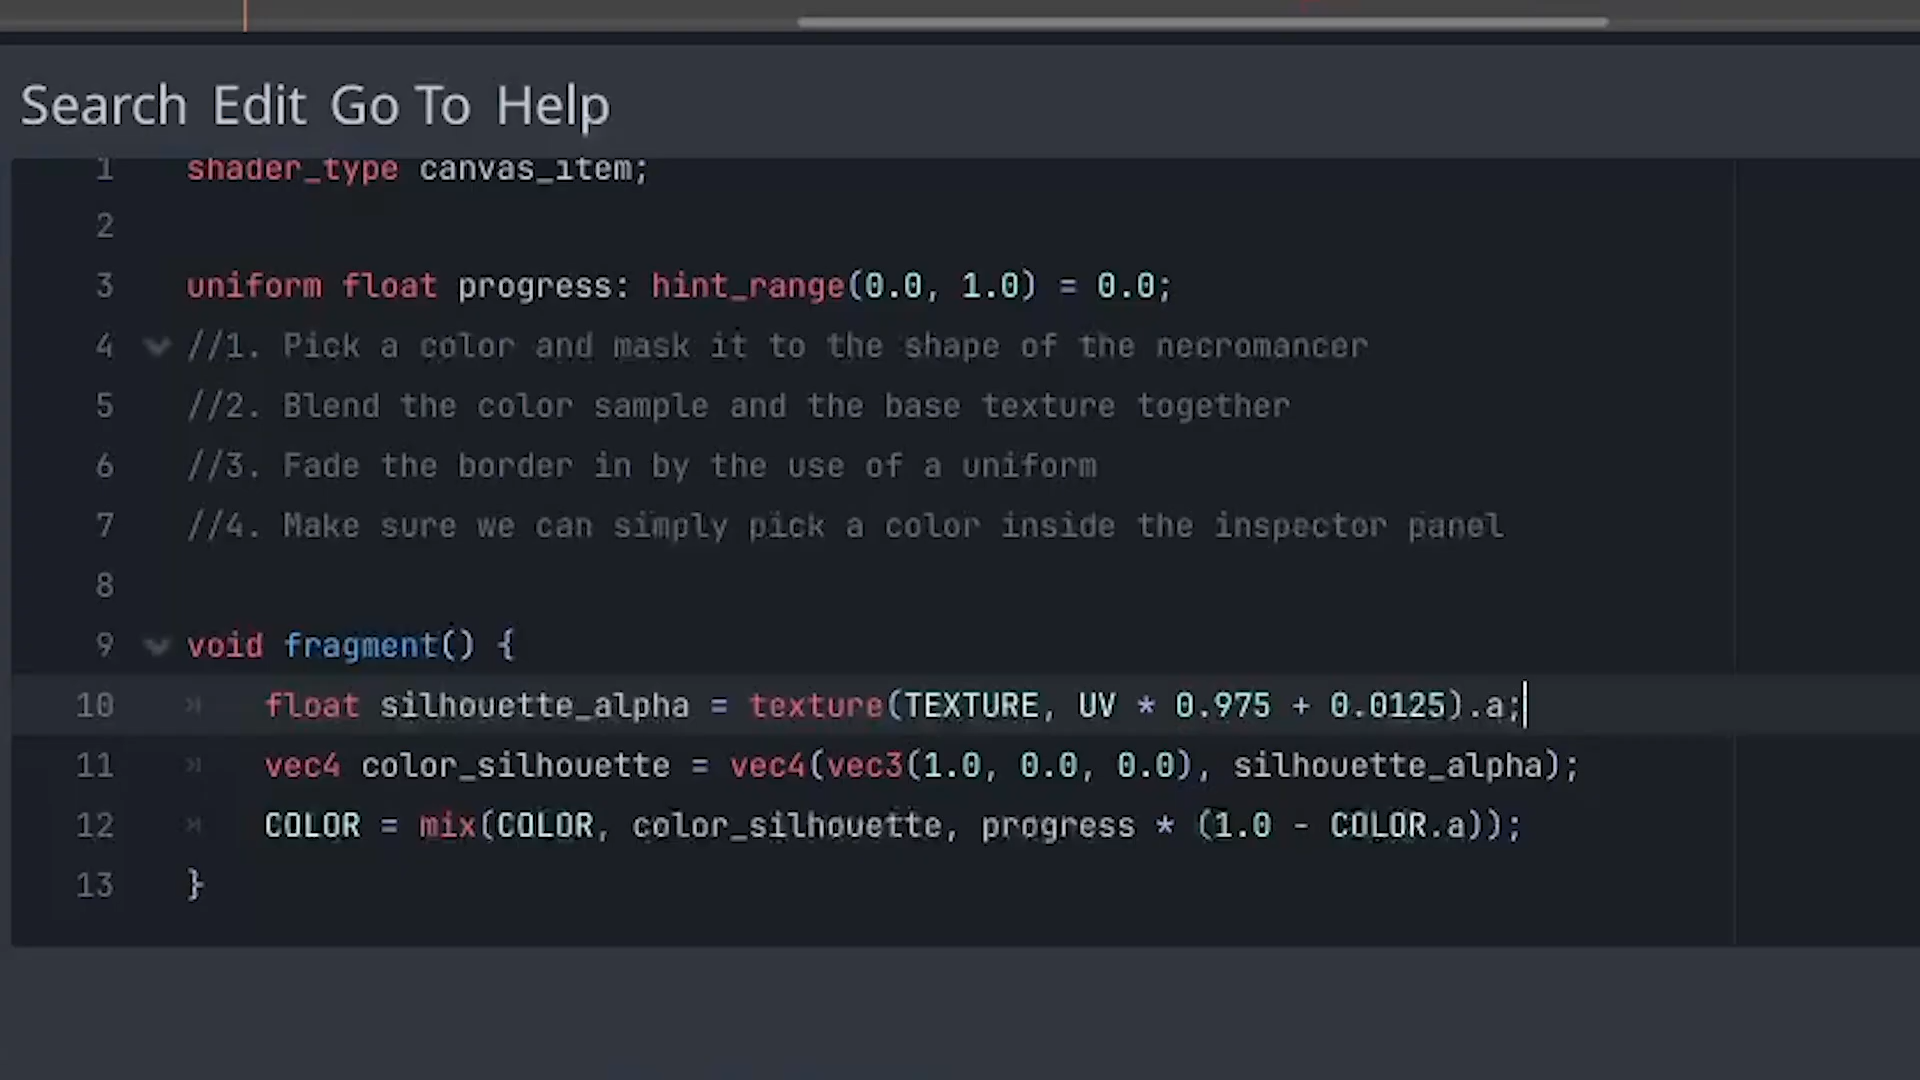 Search Edit Go To Help
1 shader_type canvas_item;
2
3 uniform float progress: hint_range(0.0, 1.0) = 0.0;
4 //1. Pick a color and mask it to the shape of the necromancer
5 //2. Blend the color sample and the base texture together
6 //3. Fade the border in by the use of a uniform
7 //4. Make sure we can simply pick a color inside the inspector panel
8
9 void fragment() {
10 float silhouette_alpha = texture(TEXTURE, UV * 0.975 + 0.0125).a;
11 vec4 color_silhouette = vec4(vec3(1.0, 0.0, 0.0), silhouette_alpha);
12 COLOR = mix(COLOR, color_silhouette, progress * (1.0 - COLOR.a));
13 }